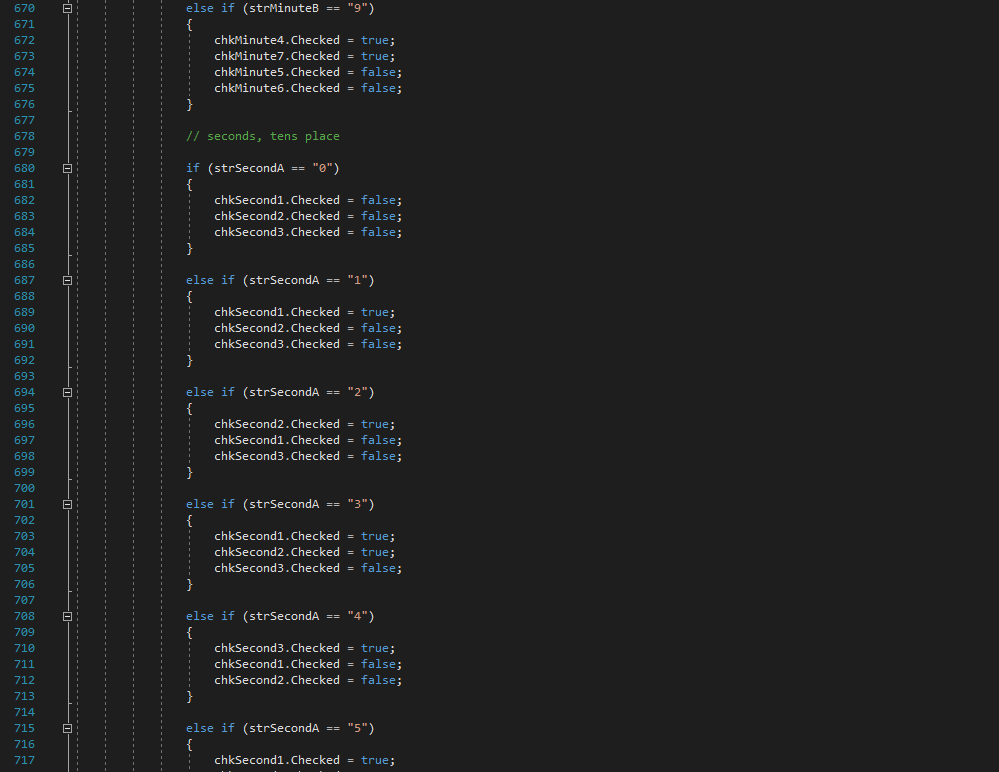 670 else if (strMinuteB == "9")
671 {
672 chkMinute4.Checked = true;
673 chkMinute7.Checked = true;
674 chkMinute5.Checked = false;
675 chkMinute6.Checked = false;
676 }
677
678 // seconds, tens place
679
680 if (strSecondA == "0")
681 {
682 chkSecond1.Checked = false;
683 chkSecond2.Checked = false;
684 chkSecond3.Checked = false;
685 }
686
687 else if (strSecondA == "1")
688 {
689 chkSecond1.Checked = true;
690 chkSecond2.Checked = false;
691 chkSecond3.Checked = false;
692 }
693
694 else if (strSecondA == "2")
695 {
696 chkSecond2.Checked = true;
697 chkSecond1.Checked = false;
698 chkSecond3.Checked = false;
699 }
700
701 else if (strSecondA == "3")
702 {
703 chkSecond1.Checked = true;
704 chkSecond2.Checked = true;
705 chkSecond3.Checked = false;
706 }
707
708 else if (strSecondA == "4")
709 {
710 chkSecond3.Checked = true;
711 chkSecond1.Checked = false;
712 chkSecond2.Checked = false;
713 }
714
715 else if (strSecondA == "5")
716 {
717 chkSecond1.Checked = true;